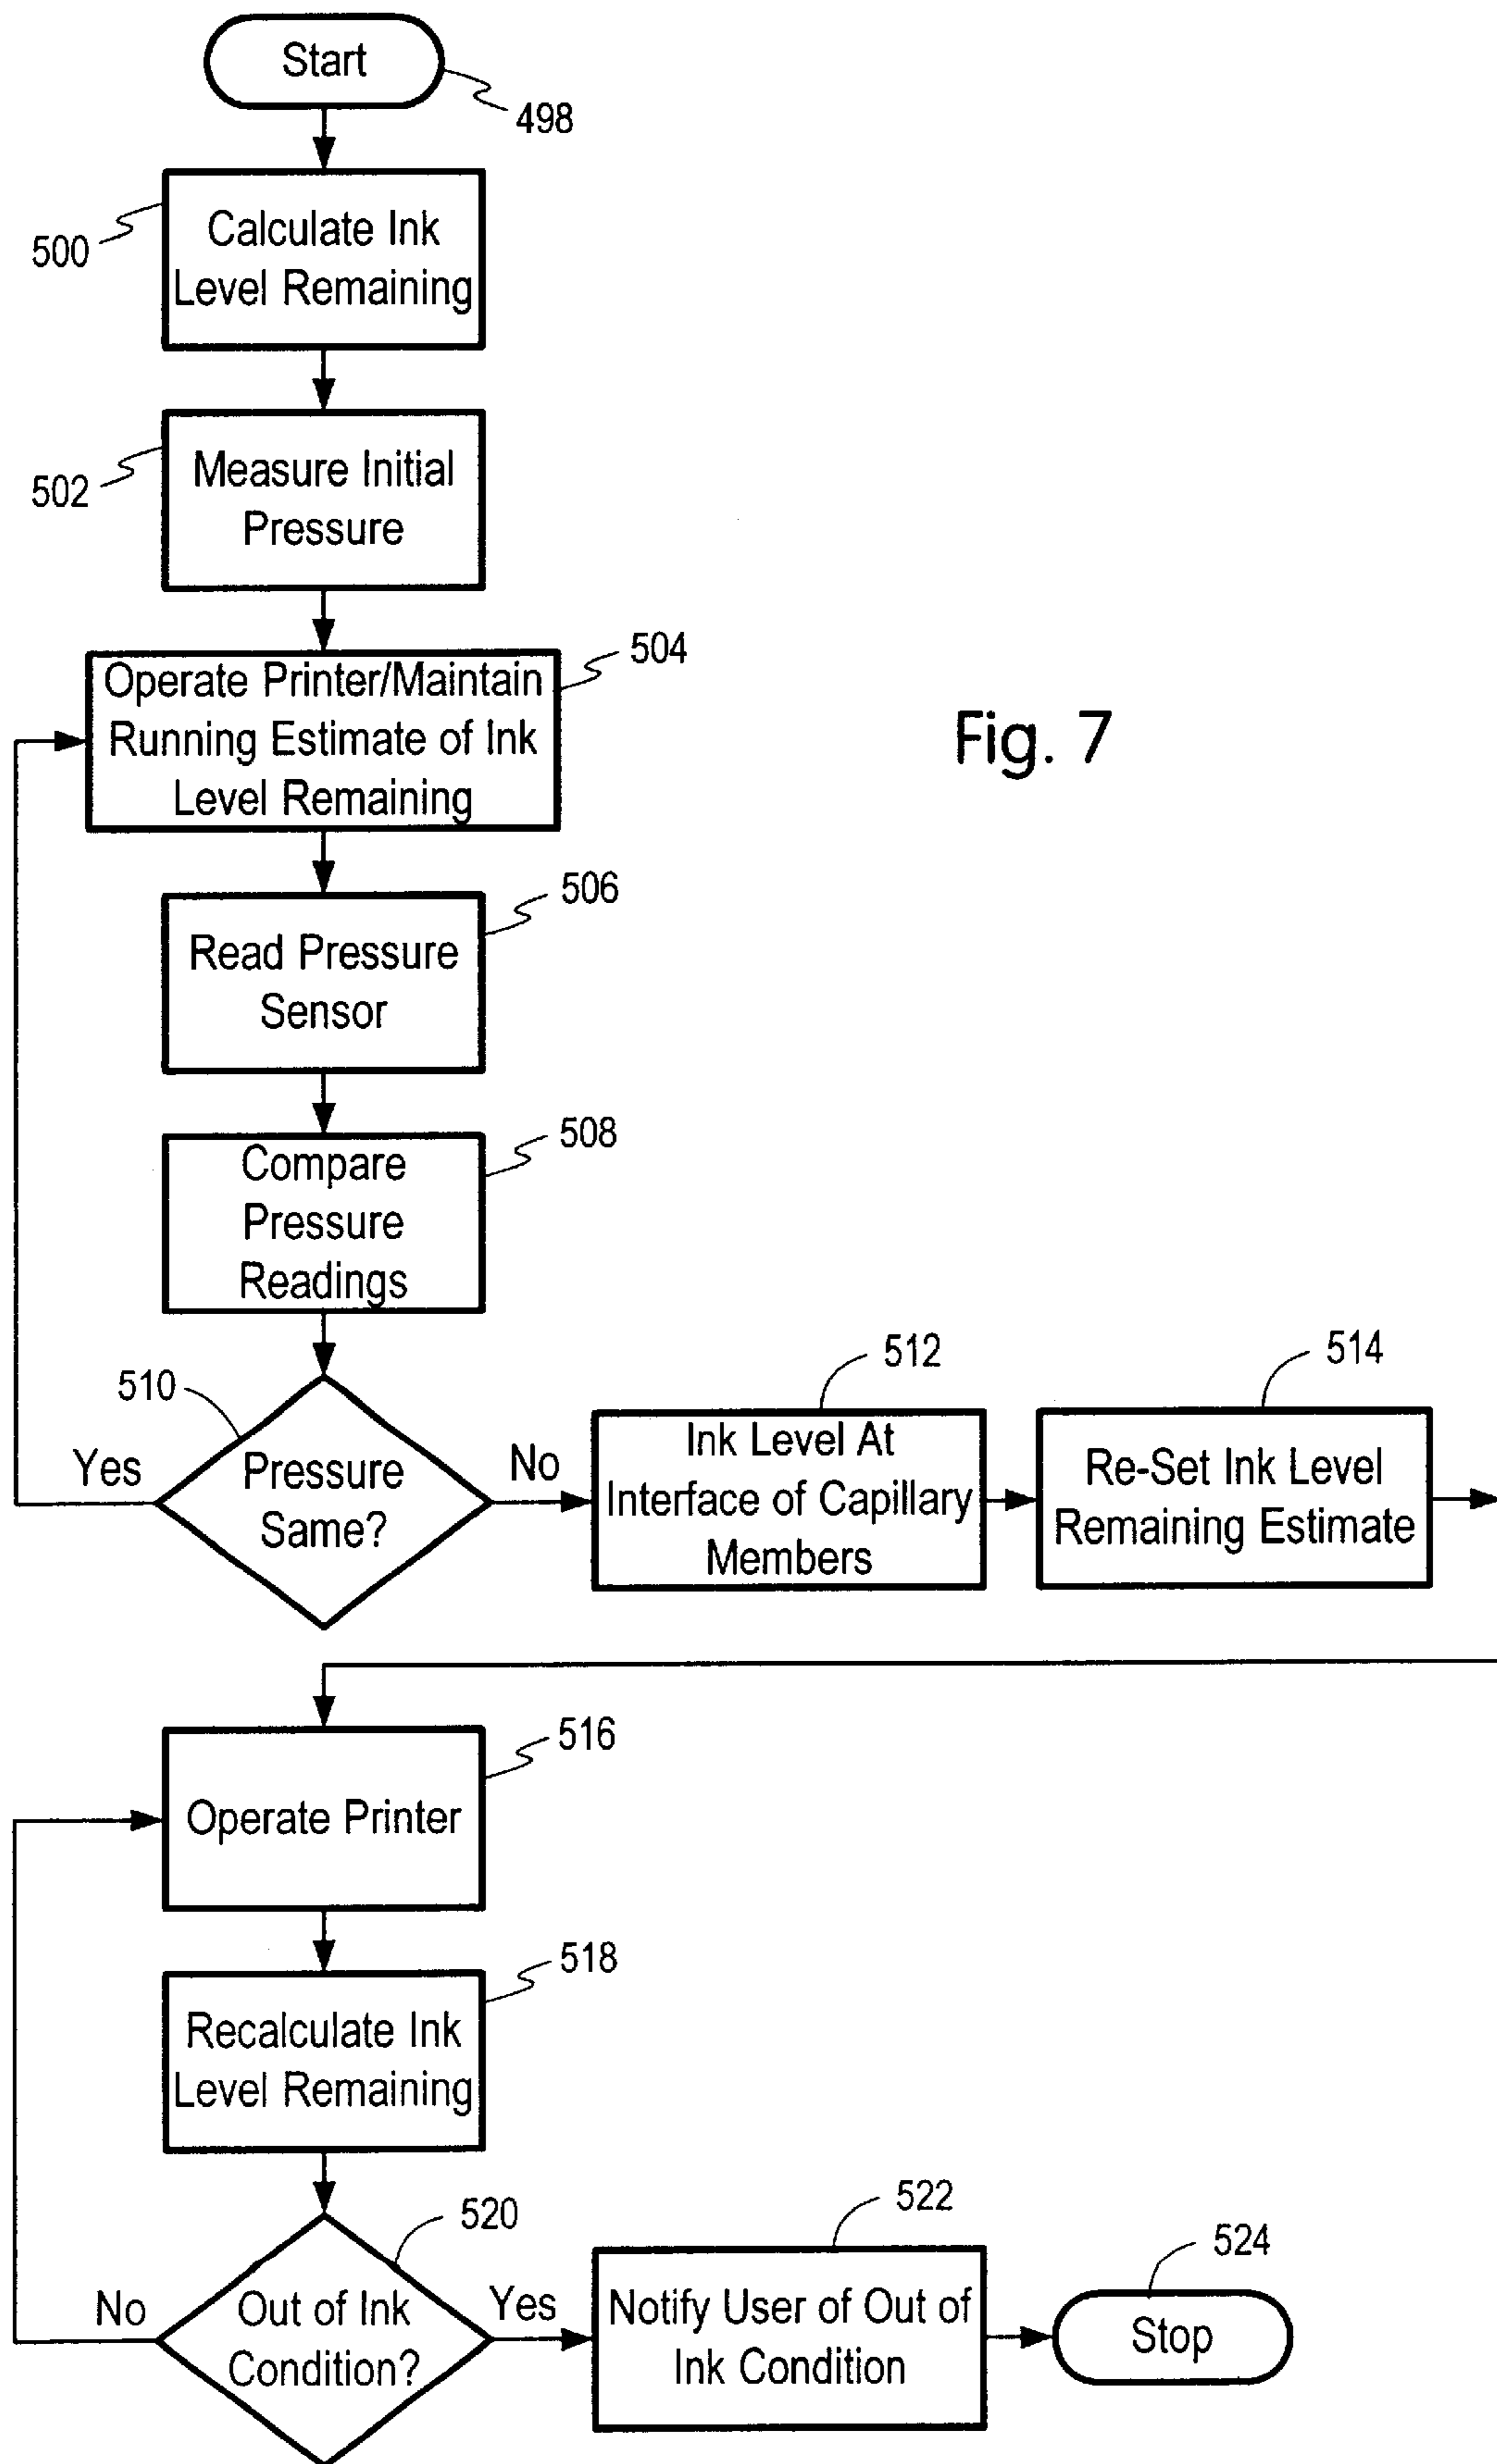 Start
498
500
Calculate Ink
Level Remaining
502
Measure Initial
Pressure
504
Operate Printer/Maintain
Running Estimate of Ink
Level Remaining
Fig. 7
506
Read Pressure
Sensor
508
Compare
Pressure
Readings
510
Yes
Pressure
Same?
No
512
Ink Level At
Interface of Capillary
Members
514
Re-Set Ink Level
Remaining Estimate
516
Operate Printer
518
Recalculate Ink
Level Remaining
520
No
Out of Ink
Condition?
Yes
522
Notify User of Out of
Ink Condition
524
Stop